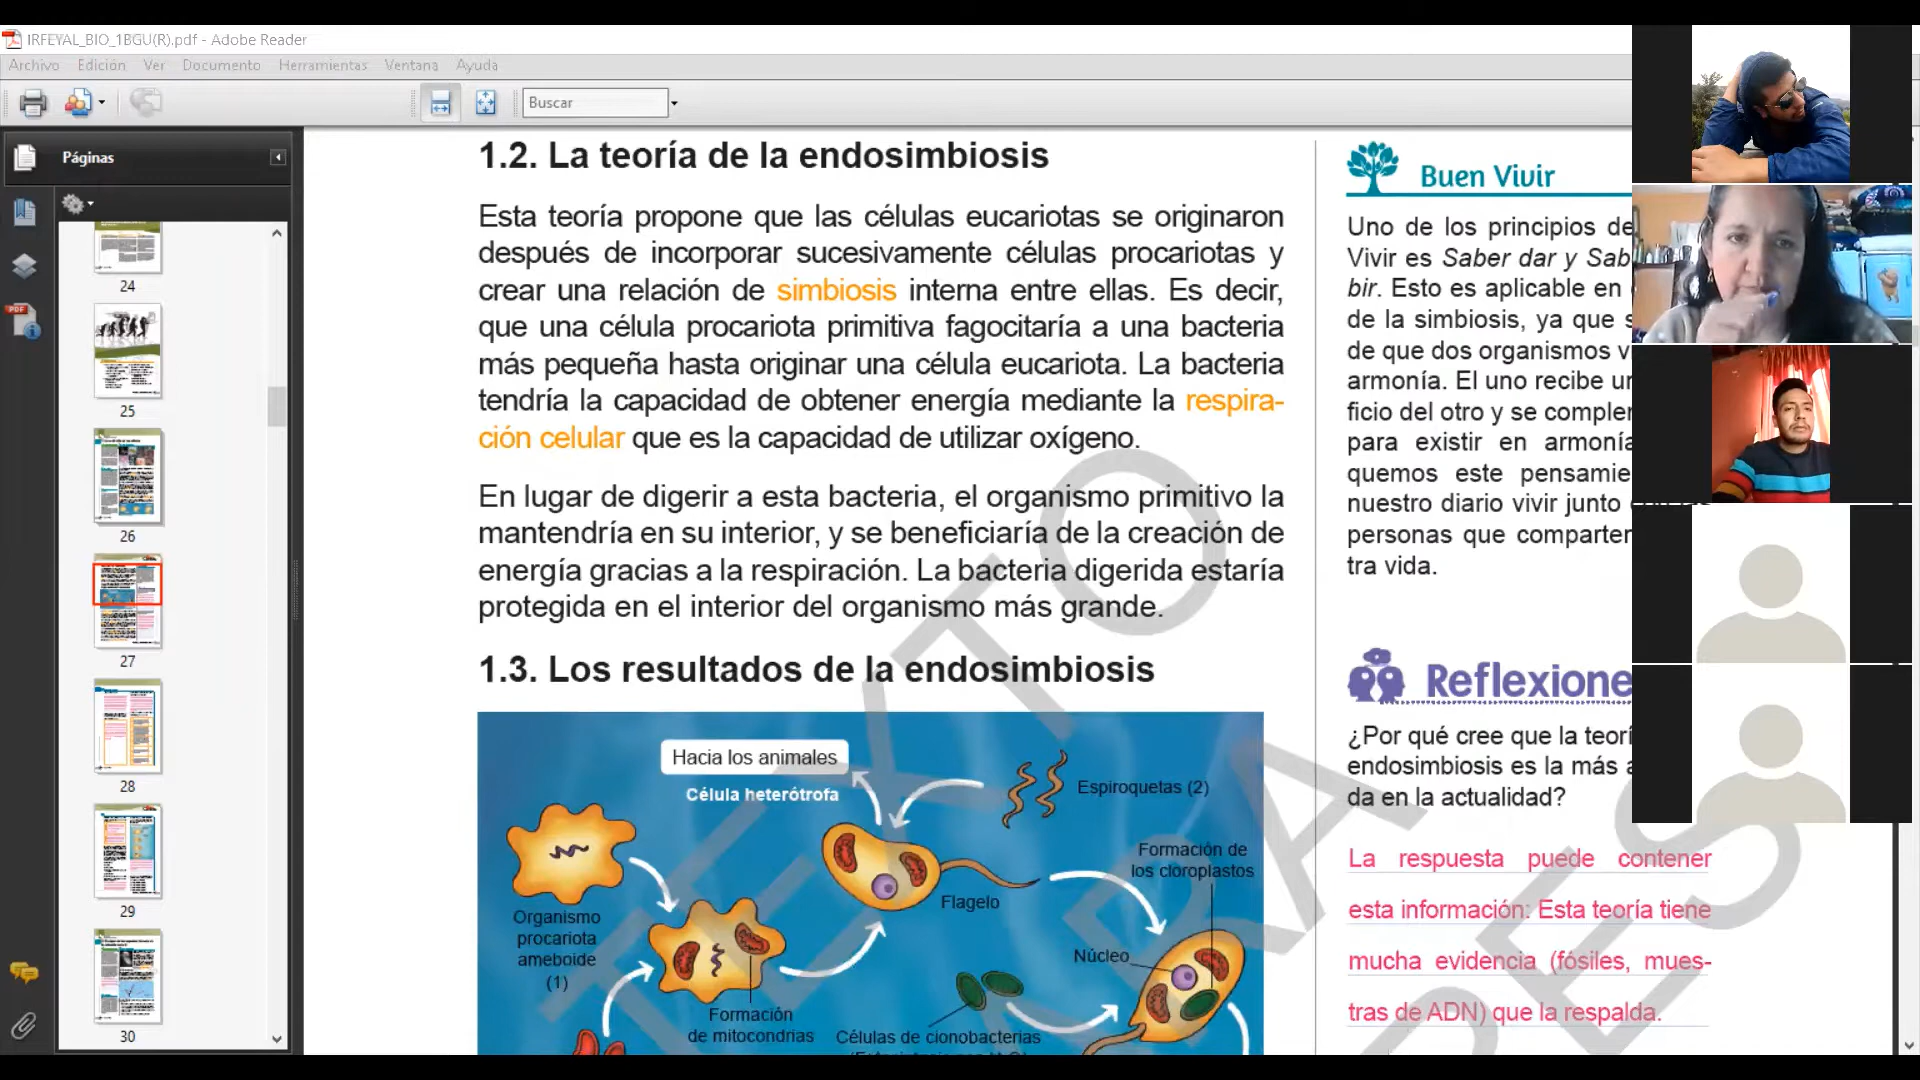 IRFEYAL_BIO_1BGU(R).pdf - Adobe Reader
Archivo Edición Ver Documento Herramientas Ventana Ayuda
Buscar
Páginas
24
25
26
27
28
29
30
1.2. La teoría de la endosimbiosis
Esta teoría propone que las células eucariotas se originaron
después de incorporar sucesivamente células procariotas y
crear una relación de simbiosis interna entre ellas. Es decir,
que una célula procariota primitiva fagocitaría a una bacteria
más pequeña hasta originar una célula eucariota. La bacteria
tendría la capacidad de obtener energía mediante la respira-
ción celular que es la capacidad de utilizar oxígeno.
En lugar de digerir a esta bacteria, el organismo primitivo la
mantendría en su interior, y se beneficiaría de la creación de
energía gracias a la respiración. La bacteria digerida estaría
protegida en el interior del organismo más grande.
1.3. Los resultados de la endosimbiosis
Hacia los animales
Célula heterótrofa
Espiroquetas (2)
Formación de
los cloroplastos
Flagelo
Organismo
procariota
ameboide
(1)
Núcleo
Formación
de mitocondrias
Células de cionobacterias
Buen Vivir
Uno de los principios de
Vivir es Saber dar y Sab
bir. Esto es aplicable en
de la simbiosis, ya que s
de que dos organismos v
armonía. El uno recibe un
ficio del otro y se complem
para existir en armonía
quemos este pensamie
nuestro diario vivir junto
personas que comparten
tra vida.
Reflexione
¿Por qué cree que la teorí
endosimbiosis es la más a
da en la actualidad?
La respuesta puede contener
esta información: Esta teoría tiene
mucha evidencia (fósiles, mues-
tras de ADN) que la respalda.
TEXTO